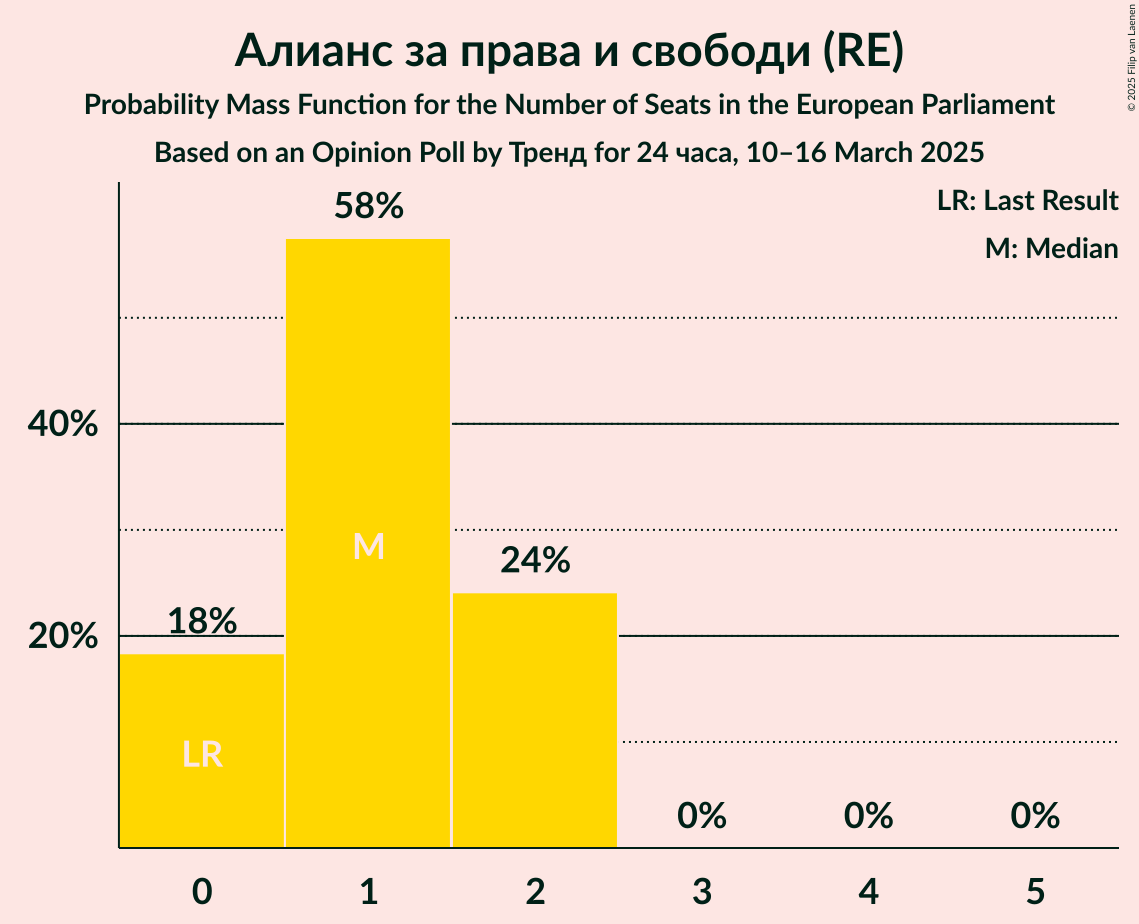 Алианс за права и свободи (RE)
Probability Mass Function for the Number of Seats in the European Parliament
Based on an Opinion Poll by Тренд for 24 часа, 10–16 March 2025
© 2025 Filip van Laenen
LR: Last Result
M: Median
58%
40%
M
24%
18%
20%
LR
0% 0% 0%
0 1 2 3 4 5